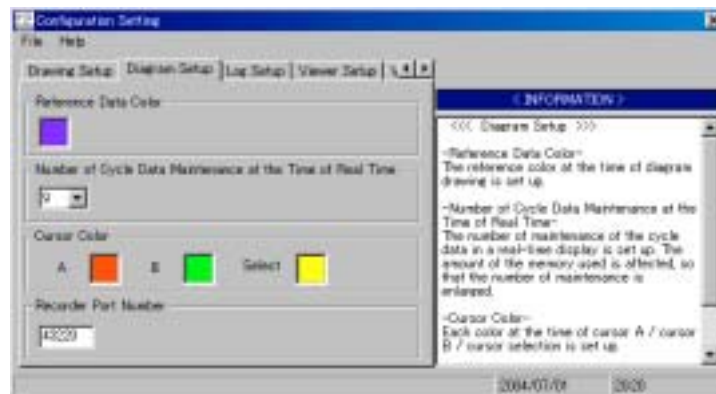 Configuration Setting
File Help
Drawing Setup Diagram Setup Log Setup Viewer Setup
Reference Data Color
Number of Cycle Data Maintenance at the Time of Real Time
9
Cursor Color
A B Select
Recorder Port Number
< INFORMATION >
<<< Diagram Setup >>>
-Reference Data Color-
The reference color at the time of diagram
drawing is set up.
-Number of Cycle Data Maintenance at the
Time of Real Time-
The number of maintenance of the cycle
data in a real-time display is set up. The
amount of the memory used is affected, so
that the number of maintenance is
enlarged.
-Cursor Color-
Each color at the time of cursor A / cursor
B / cursor selection is set up.
2004/07/01